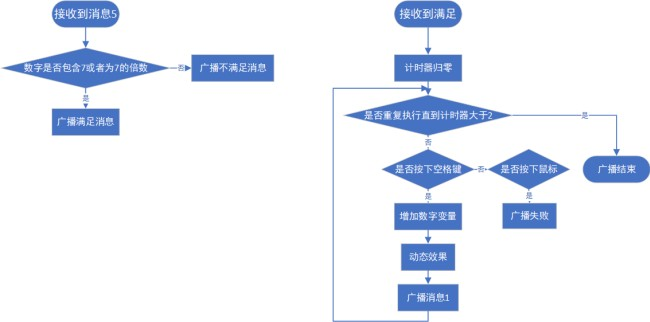 接收到消息5
数字是否包含7或者为7的倍数
否
广播不满足消息
是
广播满足消息
接收到满足
计时器归零
是否重复执行直到计时器大于2
是
否
是否按下空格键
否
是否按下鼠标
广播结束
是
是
增加数字变量
广播失败
动态效果
广播消息1